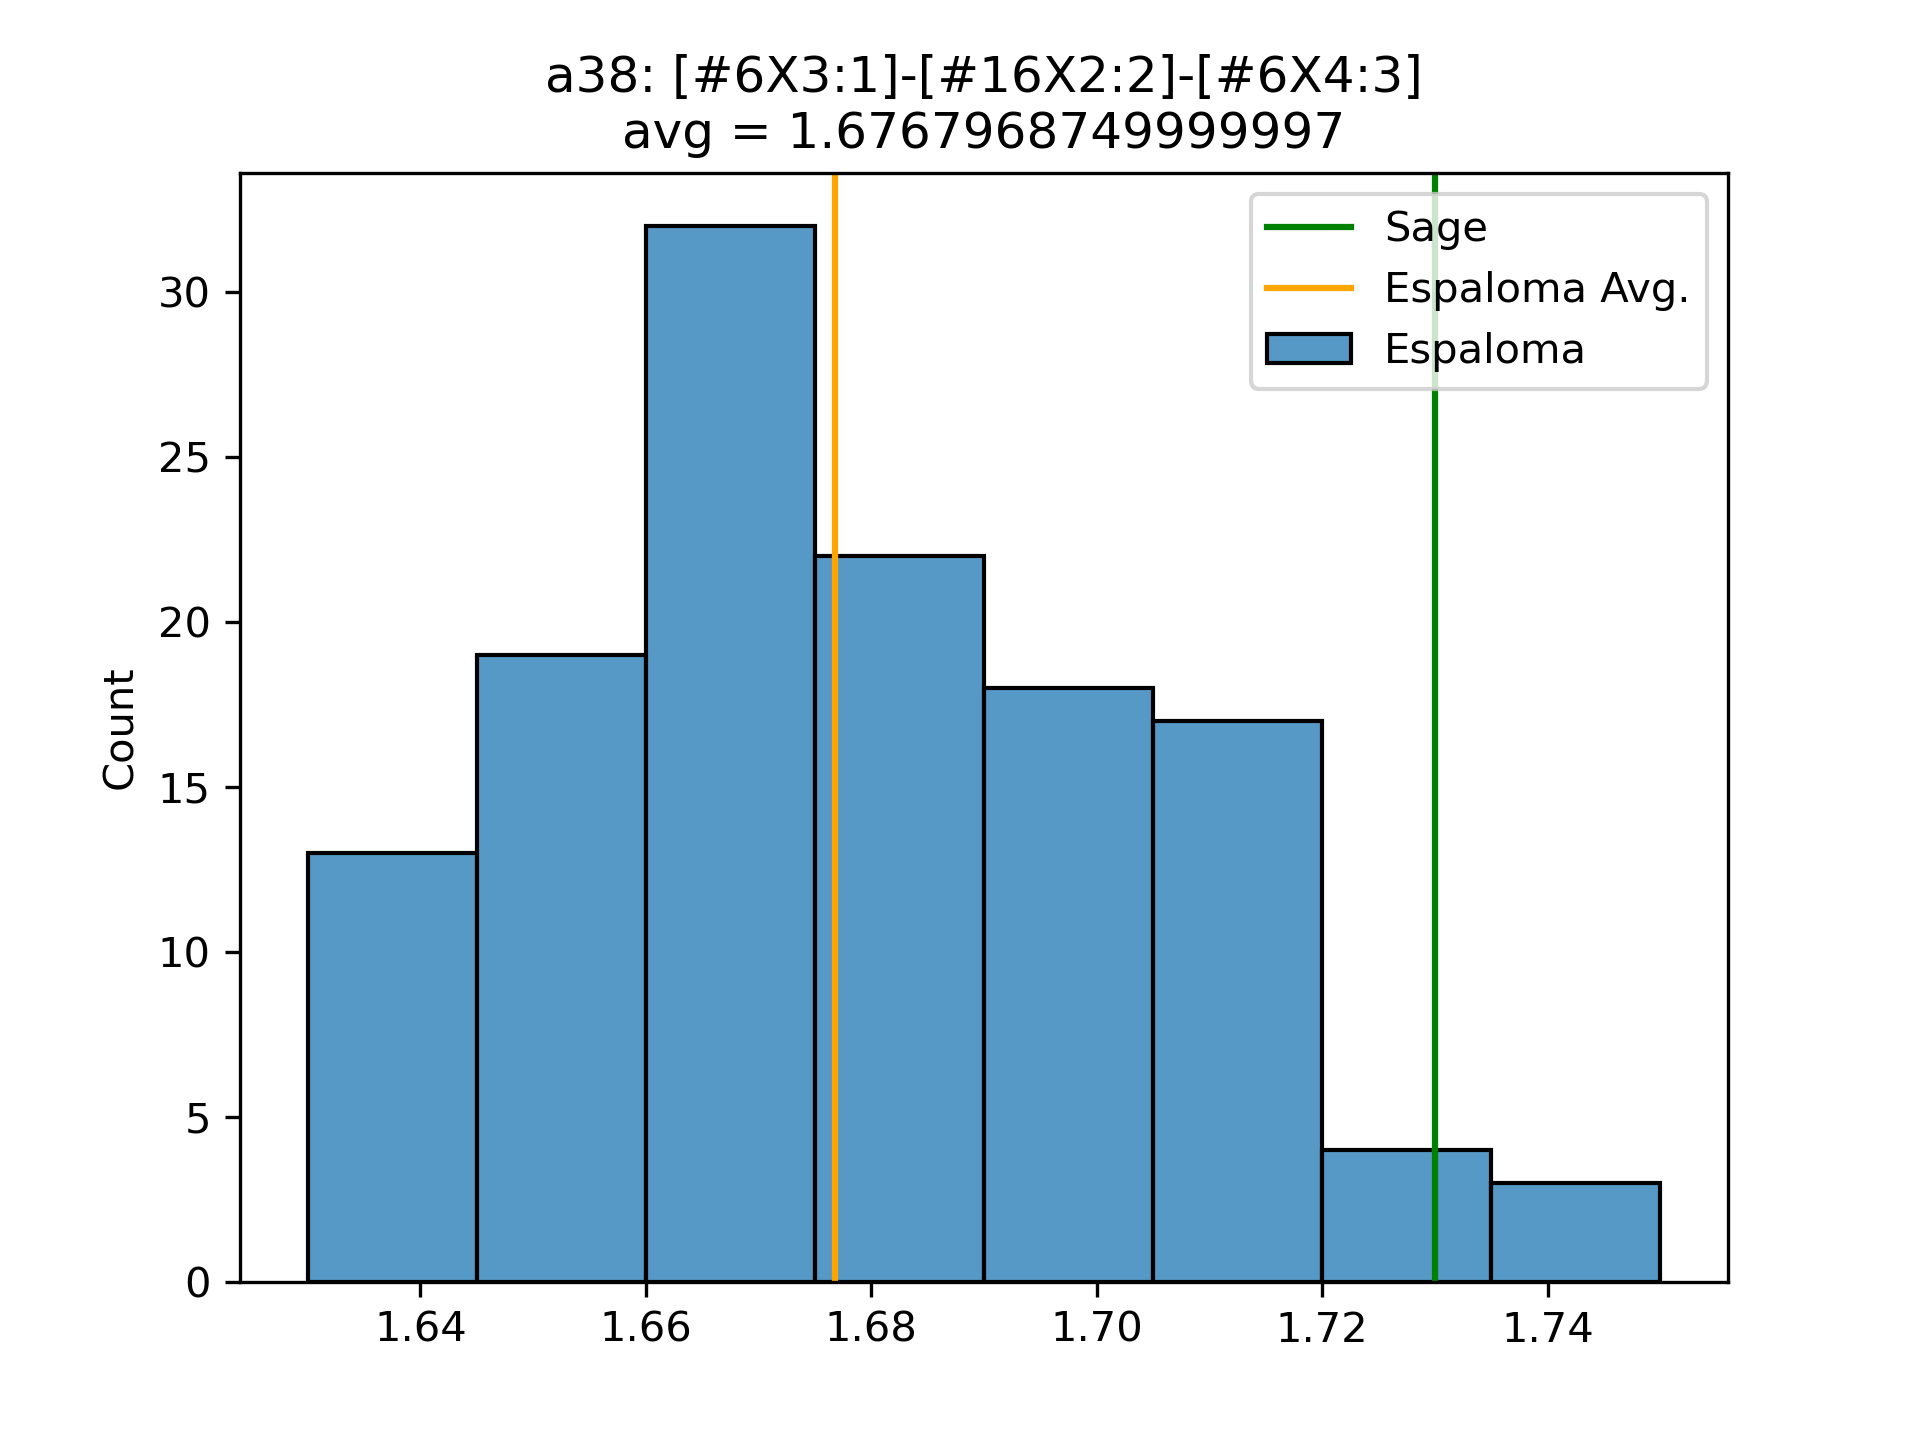 a38: [#6X3:1]-[#16X2:2]-[#6X4:3]
avg = 1.6767968749999997
Sage
Espaloma Avg.
Espaloma
Count
30
25
20
15
10
5
0
1.64 1.66 1.68 1.70 1.72 1.74